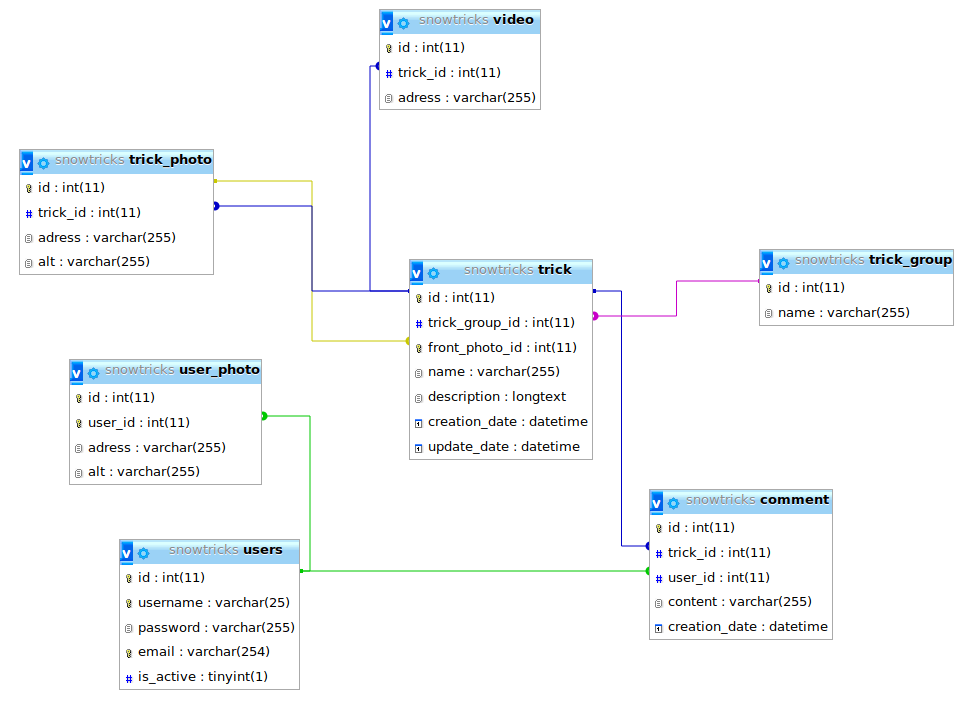 v snowtricks video
id : int(11)
# trick_id : int(11)
adress : varchar(255)
v snowtricks trick_photo
id : int(11)
# trick_id : int(11)
adress : varchar(255)
alt : varchar(255)
v snowtricks trick
id : int(11)
# trick_group_id : int(11)
front_photo_id : int(11)
name : varchar(255)
description : longtext
creation_date : datetime
update_date : datetime
v snowtricks trick_group
id : int(11)
name : varchar(255)
v snowtricks user_photo
id : int(11)
user_id : int(11)
adress : varchar(255)
alt : varchar(255)
v snowtricks comment
id : int(11)
# trick_id : int(11)
# user_id : int(11)
content : varchar(255)
creation_date : datetime
v snowtricks users
id : int(11)
username : varchar(25)
password : varchar(255)
email : varchar(254)
# is_active : tinyint(1)